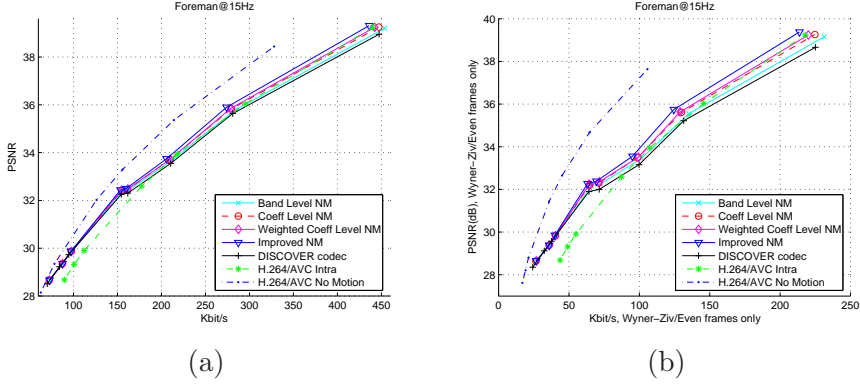 Foreman@15Hz
PSNR
38
36
34
32
30
28
100
150
200
250
300
350
400
450
Kbit/s
Band Level NM
Coeff Level NM
Weighted Coeff Level NM
Improved NM
DISCOVER codec
H.264/AVC Intra
H.264/AVC No Motion
(a)
Foreman@15Hz
PSNR(dB), Wyner-Ziv/Even frames only
40
38
36
34
32
30
28
0
50
100
150
200
250
Kbit/s, Wyner-Ziv/Even frames only
Band Level NM
Coeff Level NM
Weighted Coeff Level NM
Improved NM
DISCOVER codec
H.264/AVC Intra
H.264/AVC No Motion
(b)